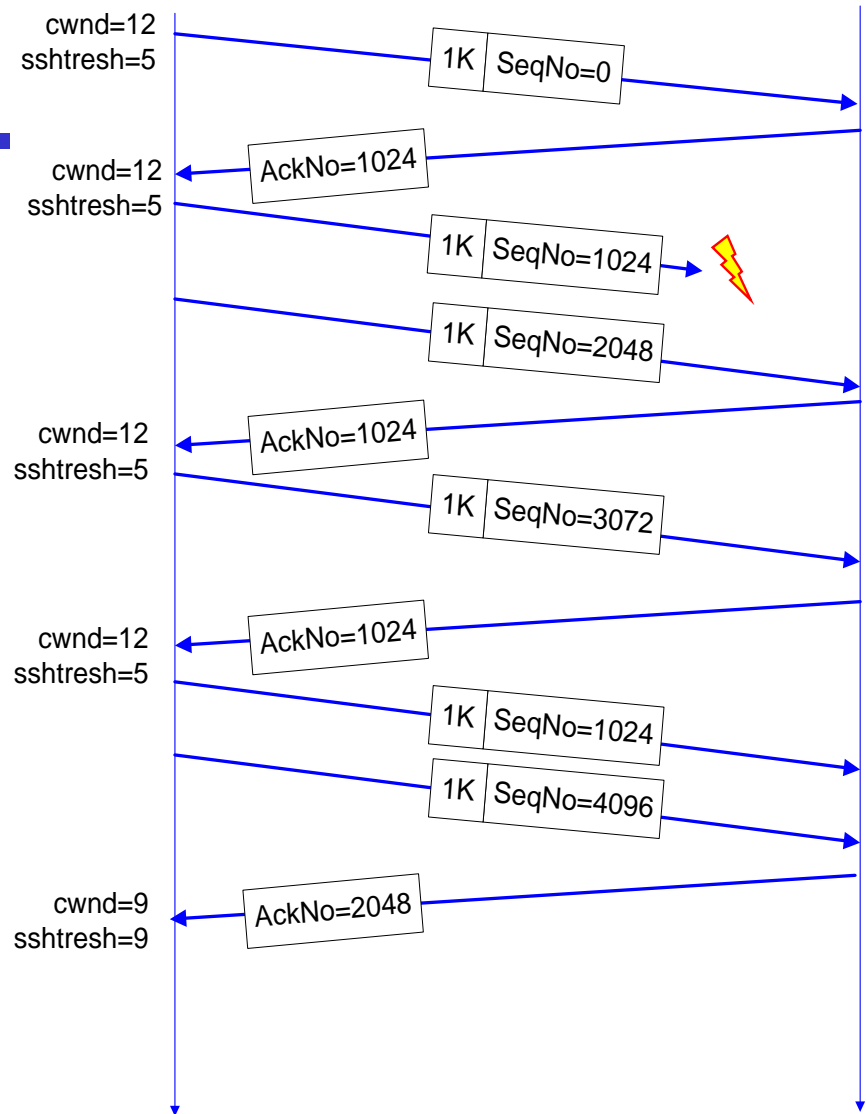 cwnd=12
sshtresh=5
1K SeqNo=0
AckNo=1024
cwnd=12
sshtresh=5
1K SeqNo=1024
1K SeqNo=2048
AckNo=1024
cwnd=12
sshtresh=5
1K SeqNo=3072
AckNo=1024
cwnd=12
sshtresh=5
1K SeqNo=1024
1K SeqNo=4096
AckNo=2048
cwnd=9
sshtresh=9